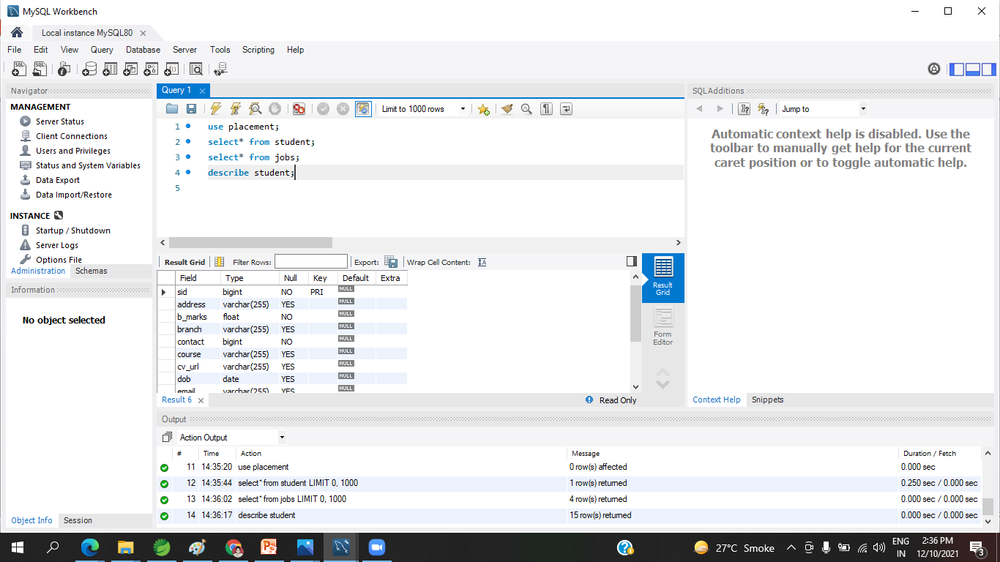 MySQL Workbench
Local instance MySQL80
File Edit View Query Database Server Tools Scripting Help
Navigator
MANAGEMENT
Server Status
Client Connections
Users and Privileges
Status and System Variables
Data Export
Data Import/Restore
INSTANCE
Startup / Shutdown
Server Logs
Options File
Administration Schemas
Information
No object selected
Object Info Session
Query 1
Limit to 1000 rows
1 use placement;
2 select* from student;
3 select* from jobs;
4 describe student;
5
Result Grid Filter Rows: Export: Wrap Cell Content:
Field Type Null Key Default Extra
sid bigint NO PRI NULL
address varchar(255) YES NULL
b_marks float NO NULL
branch varchar(255) YES NULL
contact bigint NO NULL
course varchar(255) YES NULL
cv_url varchar(255) YES NULL
dob date YES NULL
email varchar(255) YES NULL
Result Grid
Form Editor
Result 6
Read Only
SQLAdditions
Jump to
Automatic context help is disabled. Use the
toolbar to manually get help for the current
caret position or to toggle automatic help.
Context Help Snippets
Output
Action Output
# Time Action Message Duration / Fetch
11 14:35:20 use placement 0 row(s) affected 0.000 sec
12 14:35:44 select* from student LIMIT 0, 1000 1 row(s) returned 0.250 sec / 0.000 sec
13 14:36:02 select* from jobs LIMIT 0, 1000 4 row(s) returned 0.000 sec / 0.000 sec
14 14:36:17 describe student 15 row(s) returned 0.000 sec / 0.000 sec
27°C Smoke
ENG
IN
2:36 PM
12/10/2021
3